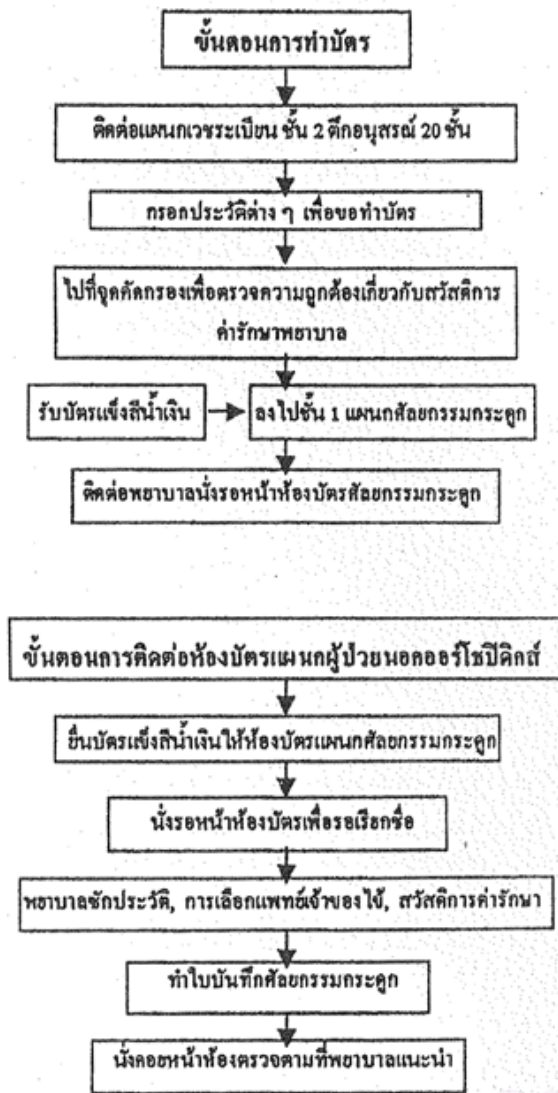 ขั้นตอนการทำบัตร
ติดต่อแผนกเวชระเบียน ชั้น 2 ตึกอนุสรณ์ 20 ชั้น
กรอกประวัติต่าง ๆ เพื่อขอทำบัตร
ไปที่จุดคัดกรองเพื่อตรวจความถูกต้องเกี่ยวกับสวัสดิการ
ค่ารักษาพยาบาล
รับบัตรแข็งสีน้ำเงิน
ลงไปชั้น 1 แผนกศัลยกรรมกระดูก
ติดต่อพยาบาลนั่งรอหน้าห้องบัตรศัลยกรรมกระดูก
ขั้นตอนการติดต่อห้องบัตรแผนกผู้ป่วยนอกออร์โธปิดิกส์
ยื่นบัตรแข็งสีน้ำเงินให้ห้องบัตรแผนกศัลยกรรมกระดูก
นั่งรอหน้าห้องบัตรเพื่อรอเรียกชื่อ
พยาบาลซักประวัติ, การเลือกแพทย์เจ้าของไข้, สวัสดิการค่ารักษา
ทำใบบันทึกศัลยกรรมกระดูก
นั่งคอยหน้าห้องตรวจตามที่พยาบาลแนะนำ